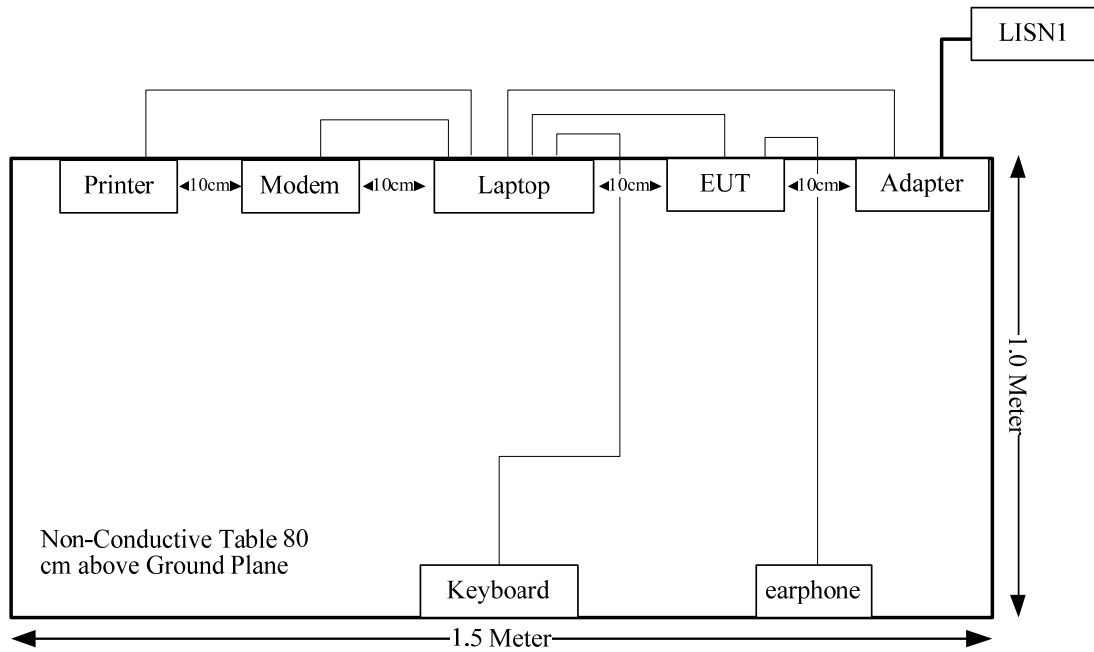 LISN1
Printer
10cm
Modem
10cm
Laptop
10cm
EUT
10cm
Adapter
1.0 Meter
Non-Conductive Table 80
cm above Ground Plane
Keyboard
earphone
1.5 Meter